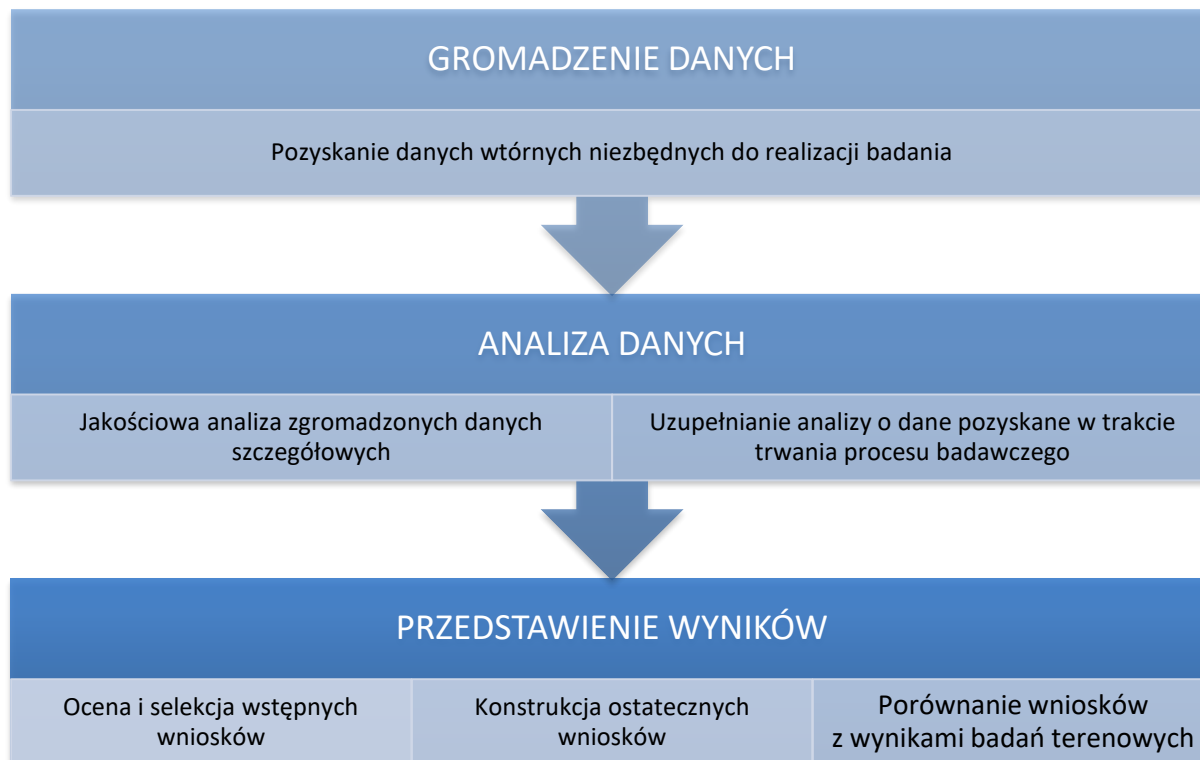 GROMADZENIE DANYCH
Pozyskanie danych wtórnych niezbędnych do realizacji badania
ANALIZA DANYCH
Jakościowa analiza zgromadzonych danych
szczegółowych
Uzupełnianie analizy o dane pozyskane w trakcie
trwania procesu badawczego
PRZEDSTAWIENIE WYNIKÓW
Ocena i selekcja wstępnych
wniosków
Konstrukcja ostatecznych
wniosków
Porównanie wniosków
z wynikami badań terenowych